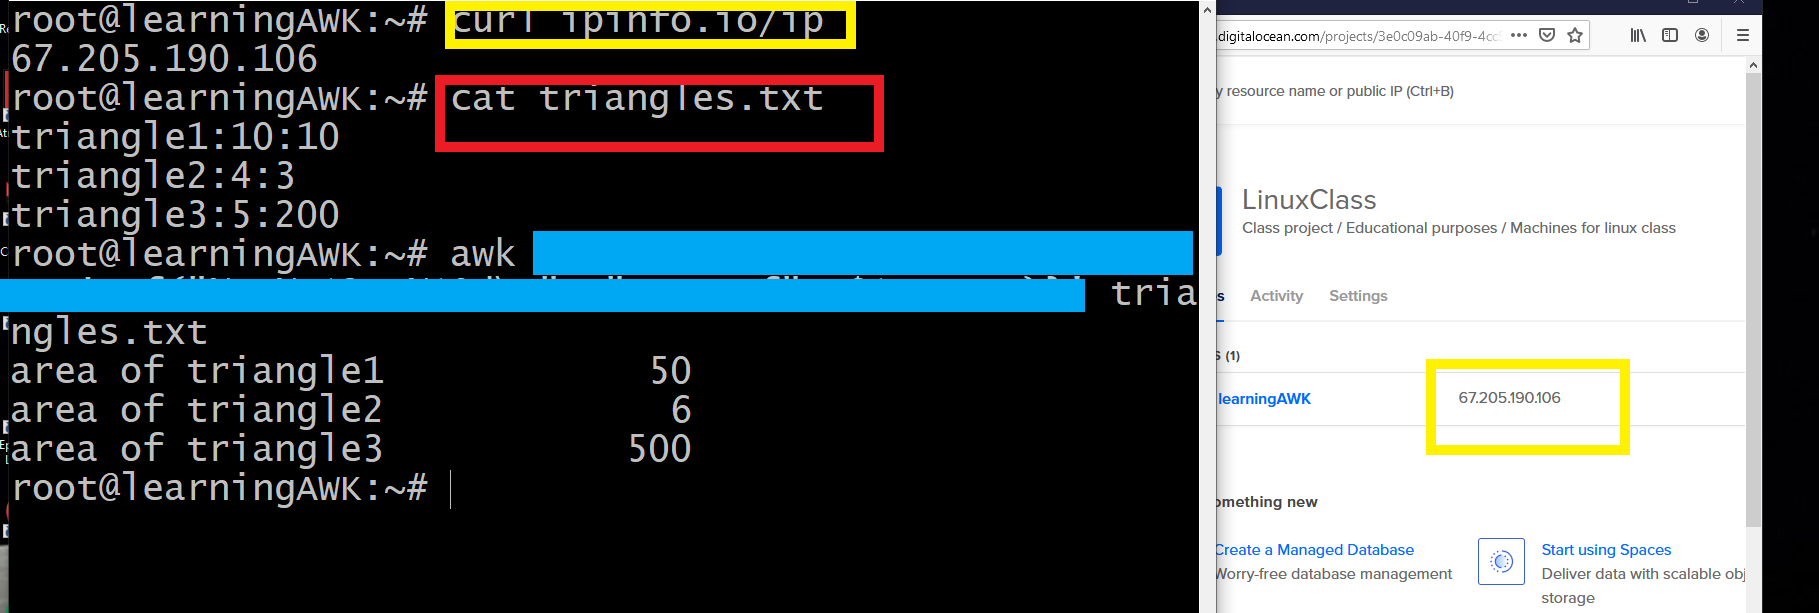 root@learningAWK:~# curl ipinfo.io/ip
67.205.190.106
root@learningAWK:~# cat triangles.txt
triangle1:10:10
triangle2:4:3
triangle3:5:200
root@learningAWK:~# awk
tria
ngles.txt
area of triangle1 50
area of triangle2 6
area of triangle3 500
root@learningAWK:~#
.digitalocean.com/projects/3e0c09ab-40f9-4cc
y resource name or public IP (Ctrl+B)
LinuxClass
Class project / Educational purposes / Machines for linux class
Activity Settings
(1)
learningAWK 67.205.190.106
omething new
Create a Managed Database
Worry-free database management
Start using Spaces
Deliver data with scalable obj
storage